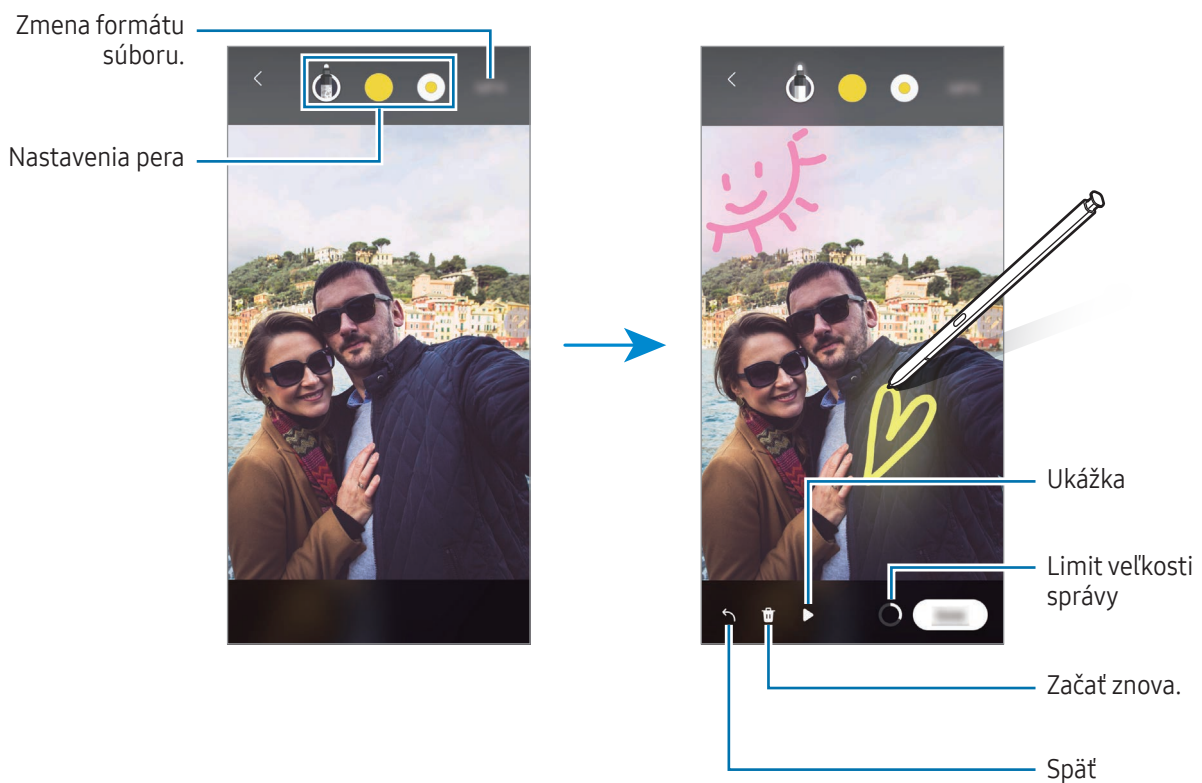 Zmena formátu
súboru.
Nastavenia pera
Ukážka
Limit veľkosti
správy
Začať znova.
Späť